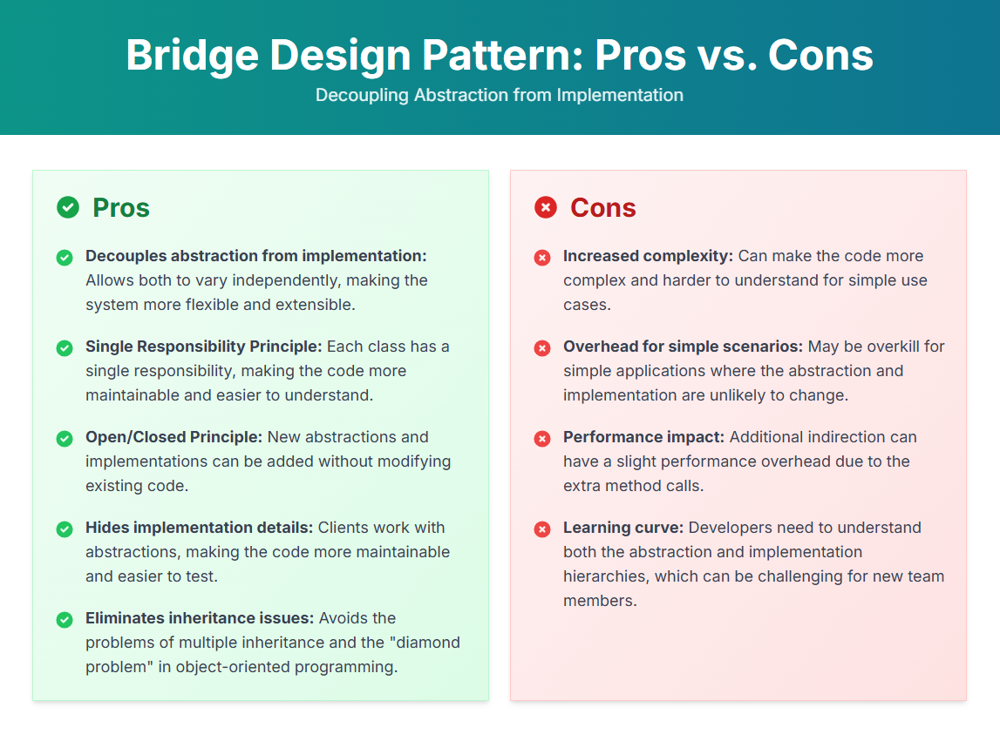 Bridge Design Pattern: Pros vs. Cons
Decoupling Abstraction from Implementation
Pros
Decouples abstraction from implementation:
Allows both to vary independently, making the
system more flexible and extensible.
Single Responsibility Principle: Each class has a
single responsibility, making the code more
maintainable and easier to understand.
Open/Closed Principle: New abstractions and
implementations can be added without modifying
existing code.
Hides implementation details: Clients work with
abstractions, making the code more maintainable
and easier to test.
Eliminates inheritance issues: Avoids the
problems of multiple inheritance and the "diamond
problem" in object-oriented programming.
Cons
Increased complexity: Can make the code more
complex and harder to understand for simple use
cases.
Overhead for simple scenarios: May be overkill for
simple applications where the abstraction and
implementation are unlikely to change.
Performance impact: Additional indirection can
have a slight performance overhead due to the
extra method calls.
Learning curve: Developers need to understand
both the abstraction and implementation
hierarchies, which can be challenging for new team
members.